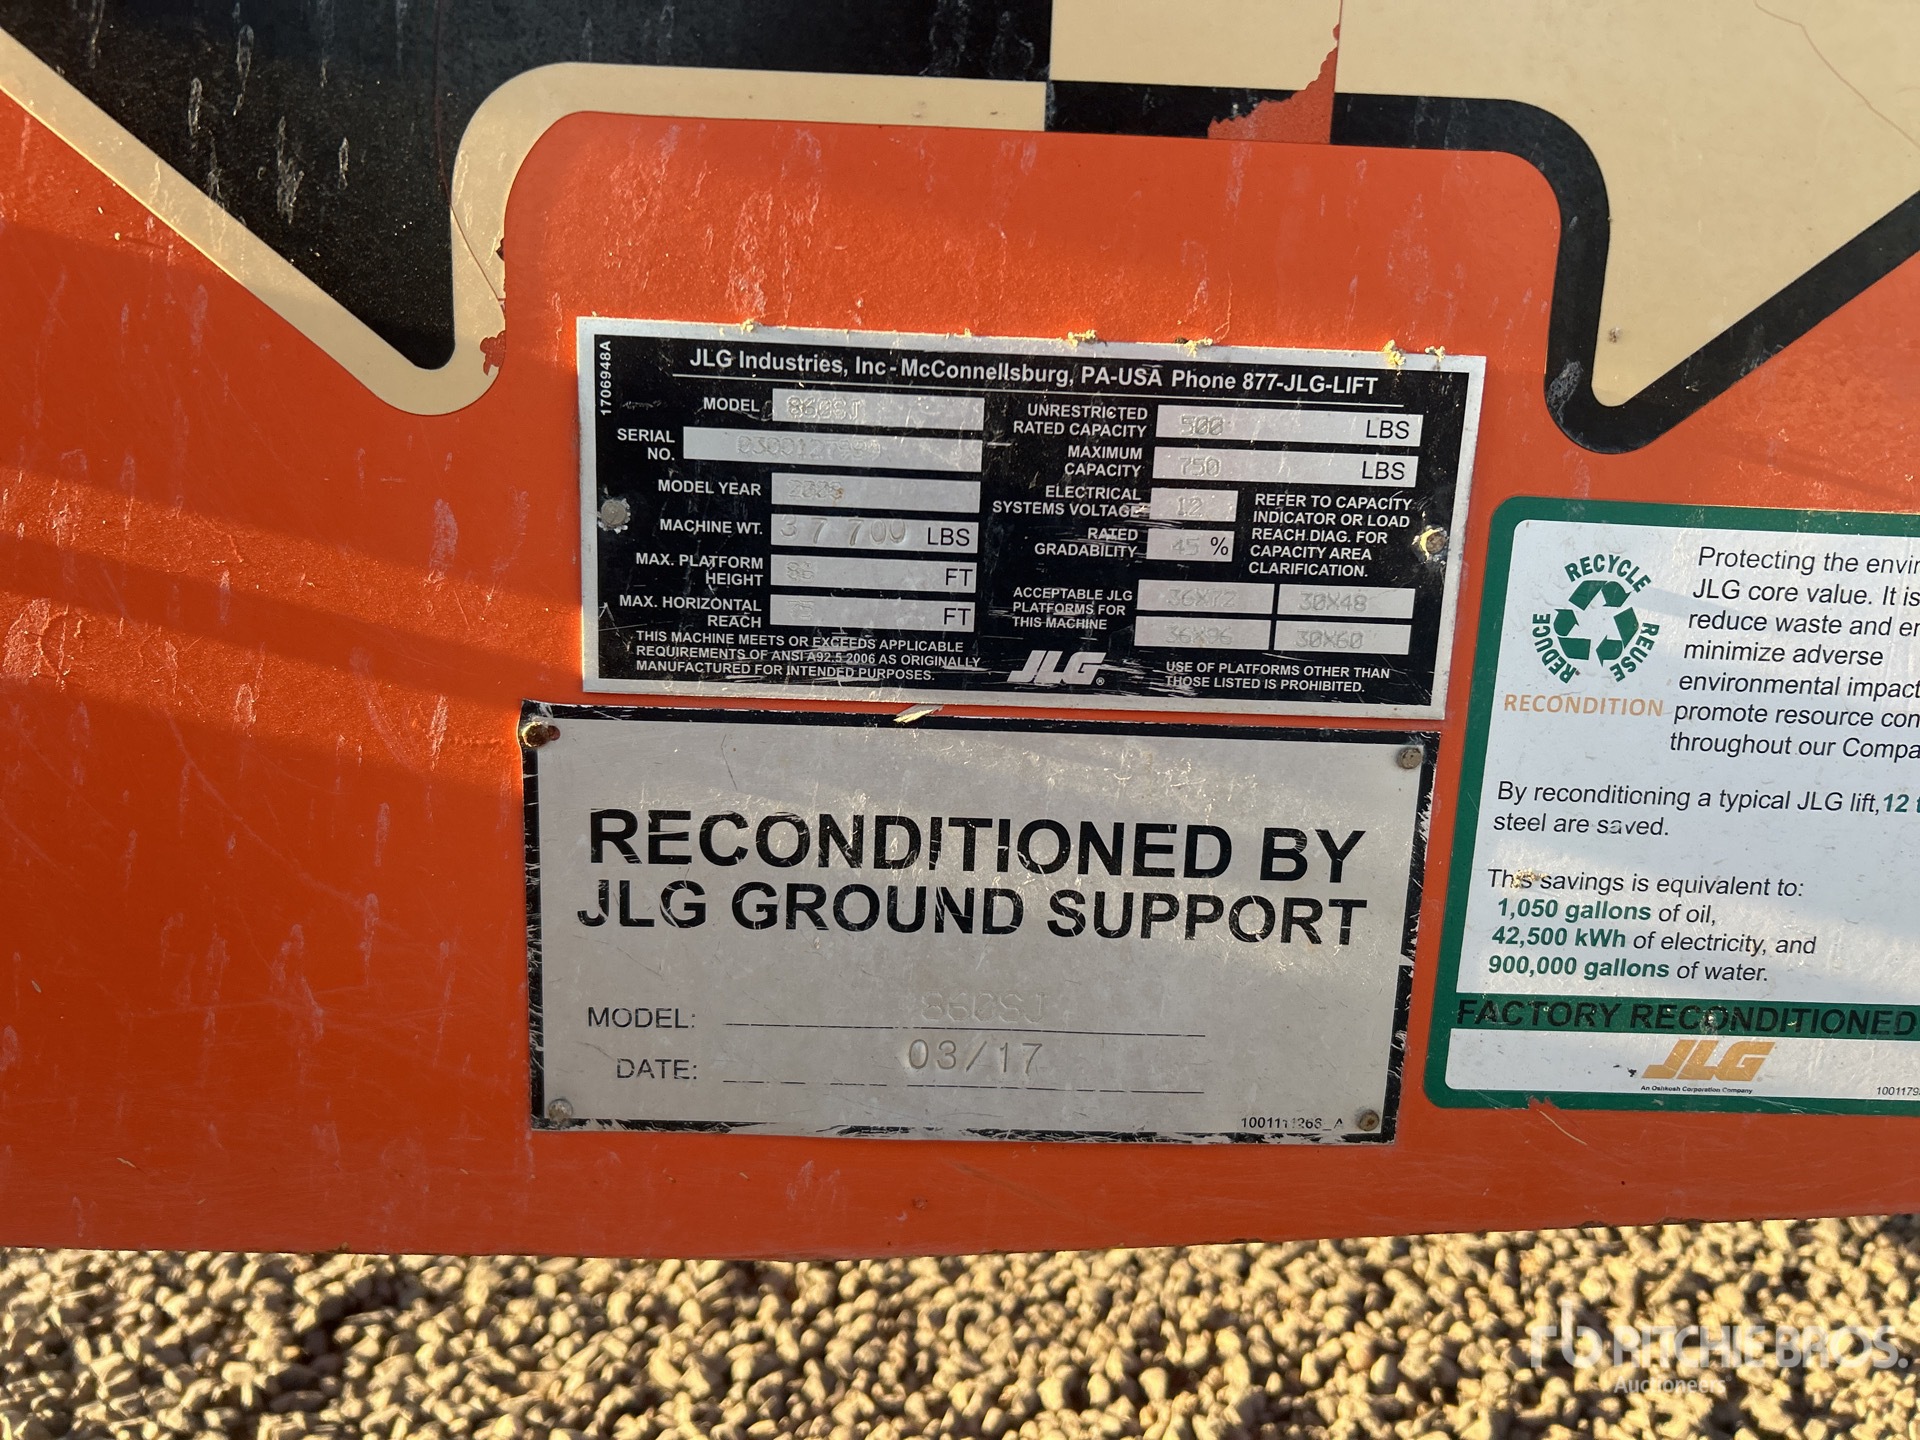 1706948A
JLG Industries, Inc - McConnellsburg, PA-USA Phone 877-JLG-LIFT
MODEL 860SJ
SERIAL NO.
MODEL YEAR
MACHINE WT. 37700 LBS
MAX. PLATFORM HEIGHT FT
MAX. HORIZONTAL REACH FT
THIS MACHINE MEETS OR EXCEEDS APPLICABLE
REQUIREMENTS OF ANSI A92.5 2006 AS ORIGINALLY
MANUFACTURED FOR INTENDED PURPOSES.
UNRESTRICTED
RATED CAPACITY 500 LBS
MAXIMUM
CAPACITY 750 LBS
ELECTRICAL
SYSTEMS VOLTAGE 12
RATED
GRADABILITY 45 %
REFER TO CAPACITY
INDICATOR OR LOAD
REACH DIAG. FOR
CAPACITY AREA
CLARIFICATION.
ACCEPTABLE JLG
PLATFORMS FOR
THIS MACHINE
36X72 30X48
36X96 30X60
JLG®
USE OF PLATFORMS OTHER THAN
THOSE LISTED IS PROHIBITED.
RECONDITIONED BY
JLG GROUND SUPPORT
MODEL: 860SJ
DATE: 03/17
REDUCE RECYCLE REUSE
RECONDITION
Protecting the
JLG core value. It is
reduce waste and
minimize adverse
environmental impact
promote resource
throughout our
By reconditioning a typical JLG lift, 12
steel are saved.
This savings is equivalent to:
1,050 gallons of oil,
42,500 kWh of electricity, and
900,000 gallons of water.
FACTORY RECONDITIONED
JLG
An Oshkosh Corporation Company
RITCHIE BROS.
Auctioneers